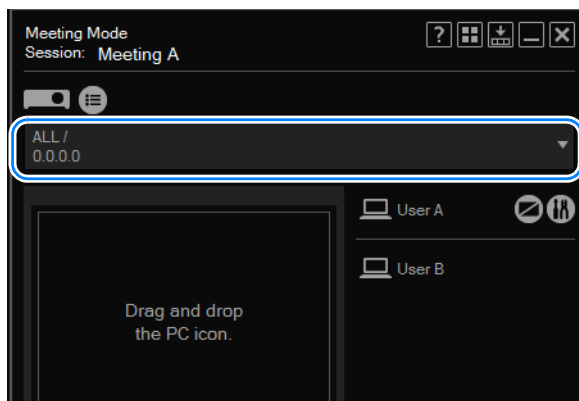 Meeting Mode
Session: Meeting A
?
ALL /
0.0.0.0
User A
User B
Drag and drop
the PC icon.